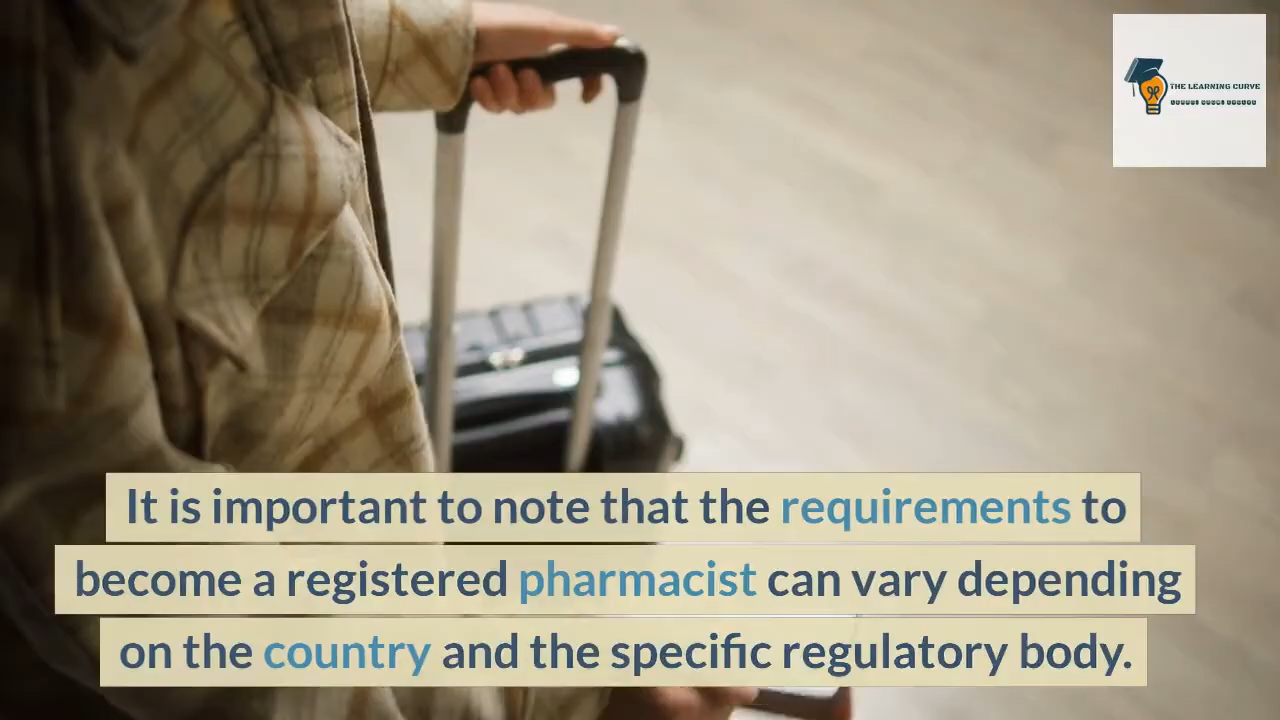 THE LEARNING CURVE
It is important to note that the requirements to
become a registered pharmacist can vary depending
on the country and the specific regulatory body.